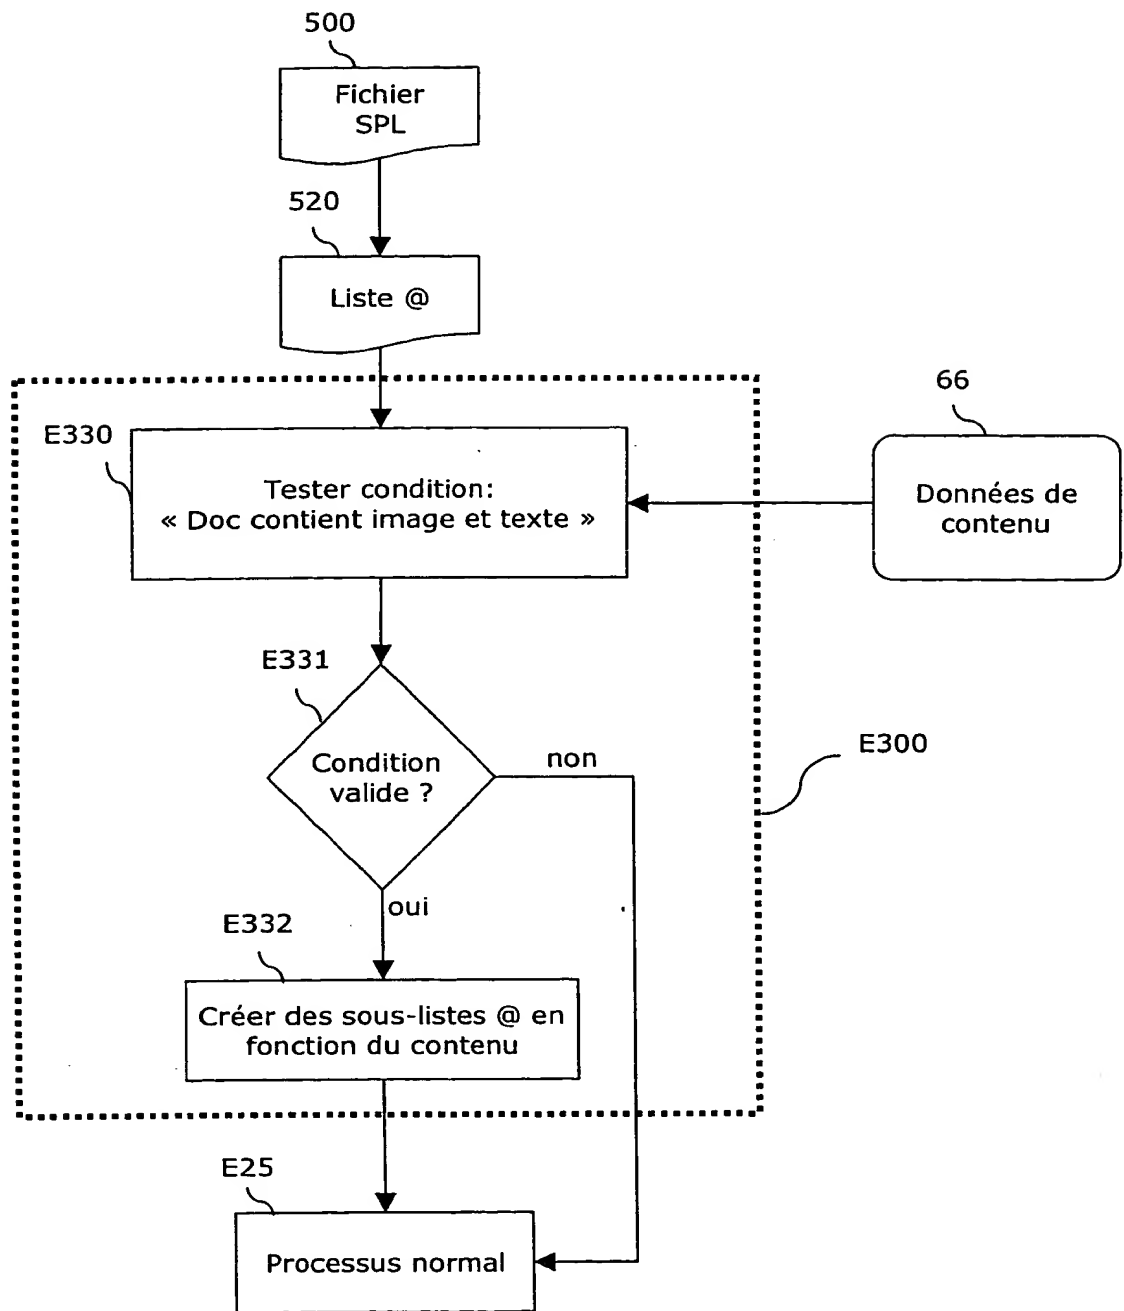 500
Fichier
SPL
520
Liste @
66
E330
Tester condition:
« Doc contient image et texte »
Données de
contenu
E331
Condition
valide ?
non
E300
oui
E332
Créer des sous-listes @ en
fonction du contenu
E25
Processus normal